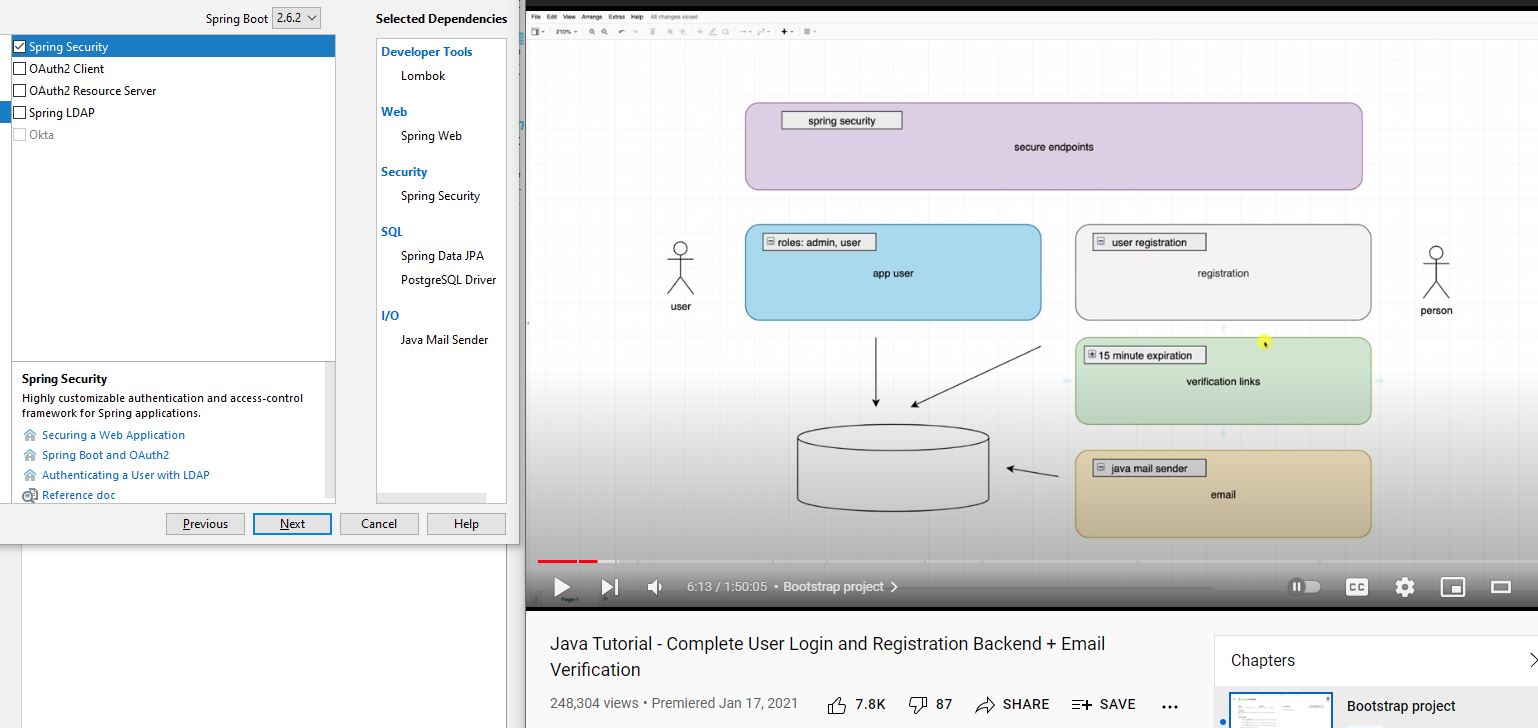 Spring Boot 2.6.2
Spring Security
OAuth2 Client
OAuth2 Resource Server
Spring LDAP
Okta
Spring Security
Highly customizable authentication and access-control
framework for Spring applications.
Securing a Web Application
Spring Boot and OAuth2
Authenticating a User with LDAP
Reference doc
Selected Dependencies
Developer Tools
Lombok
Web
Spring Web
Security
Spring Security
SQL
Spring Data JPA
PostgreSQL Driver
I/O
Java Mail Sender
Previous
Next
Cancel
Help
File Edit View Arrange Extras Help All changes saved
210%
spring security
secure endpoints
roles: admin, user
app user
user
user registration
registration
person
15 minute expiration
verification links
java mail sender
email
Page-1
6:13 / 1:50:05 • Bootstrap project
CC
Java Tutorial - Complete User Login and Registration Backend + Email
Verification
248,304 views • Premiered Jan 17, 2021
7.8K
87
SHARE
SAVE
Chapters
Bootstrap project